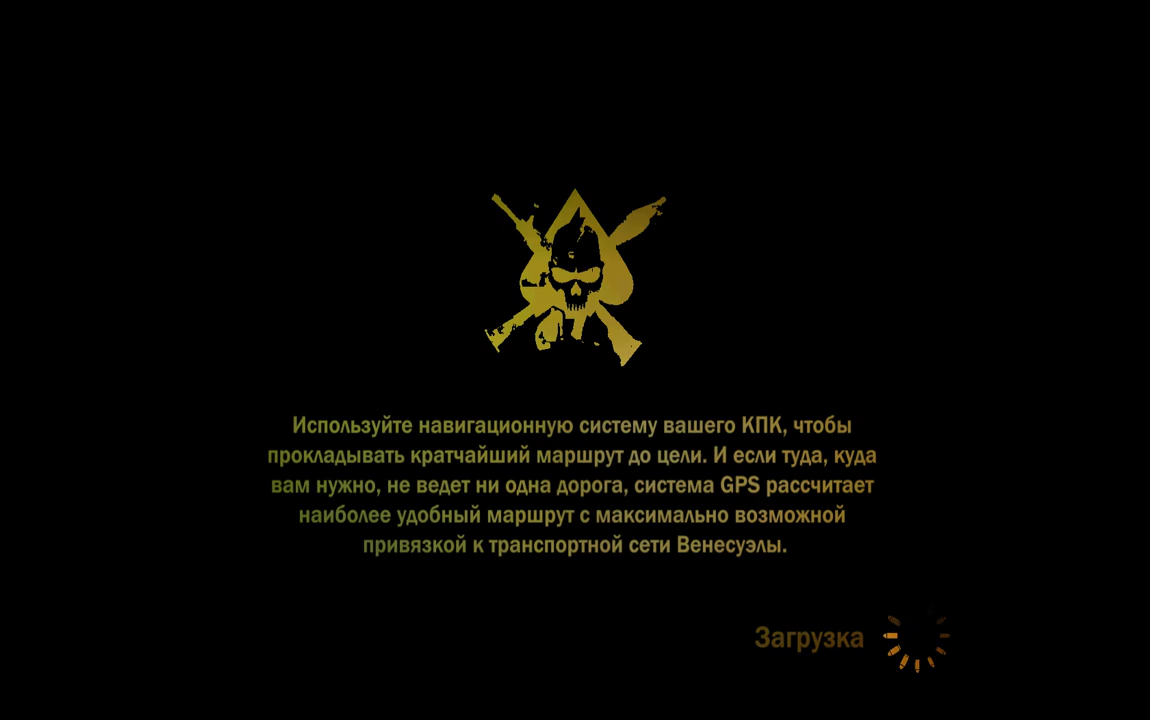 Используйте навигационную систему вашего КПК, чтобы
прокладывать кратчайший маршрут до цели. И если туда, куда
вам нужно, не ведет ни одна дорога, система GPS рассчитает
наиболее удобный маршрут с максимально возможной
привязкой к транспортной сети Венесуэлы.
Загрузка